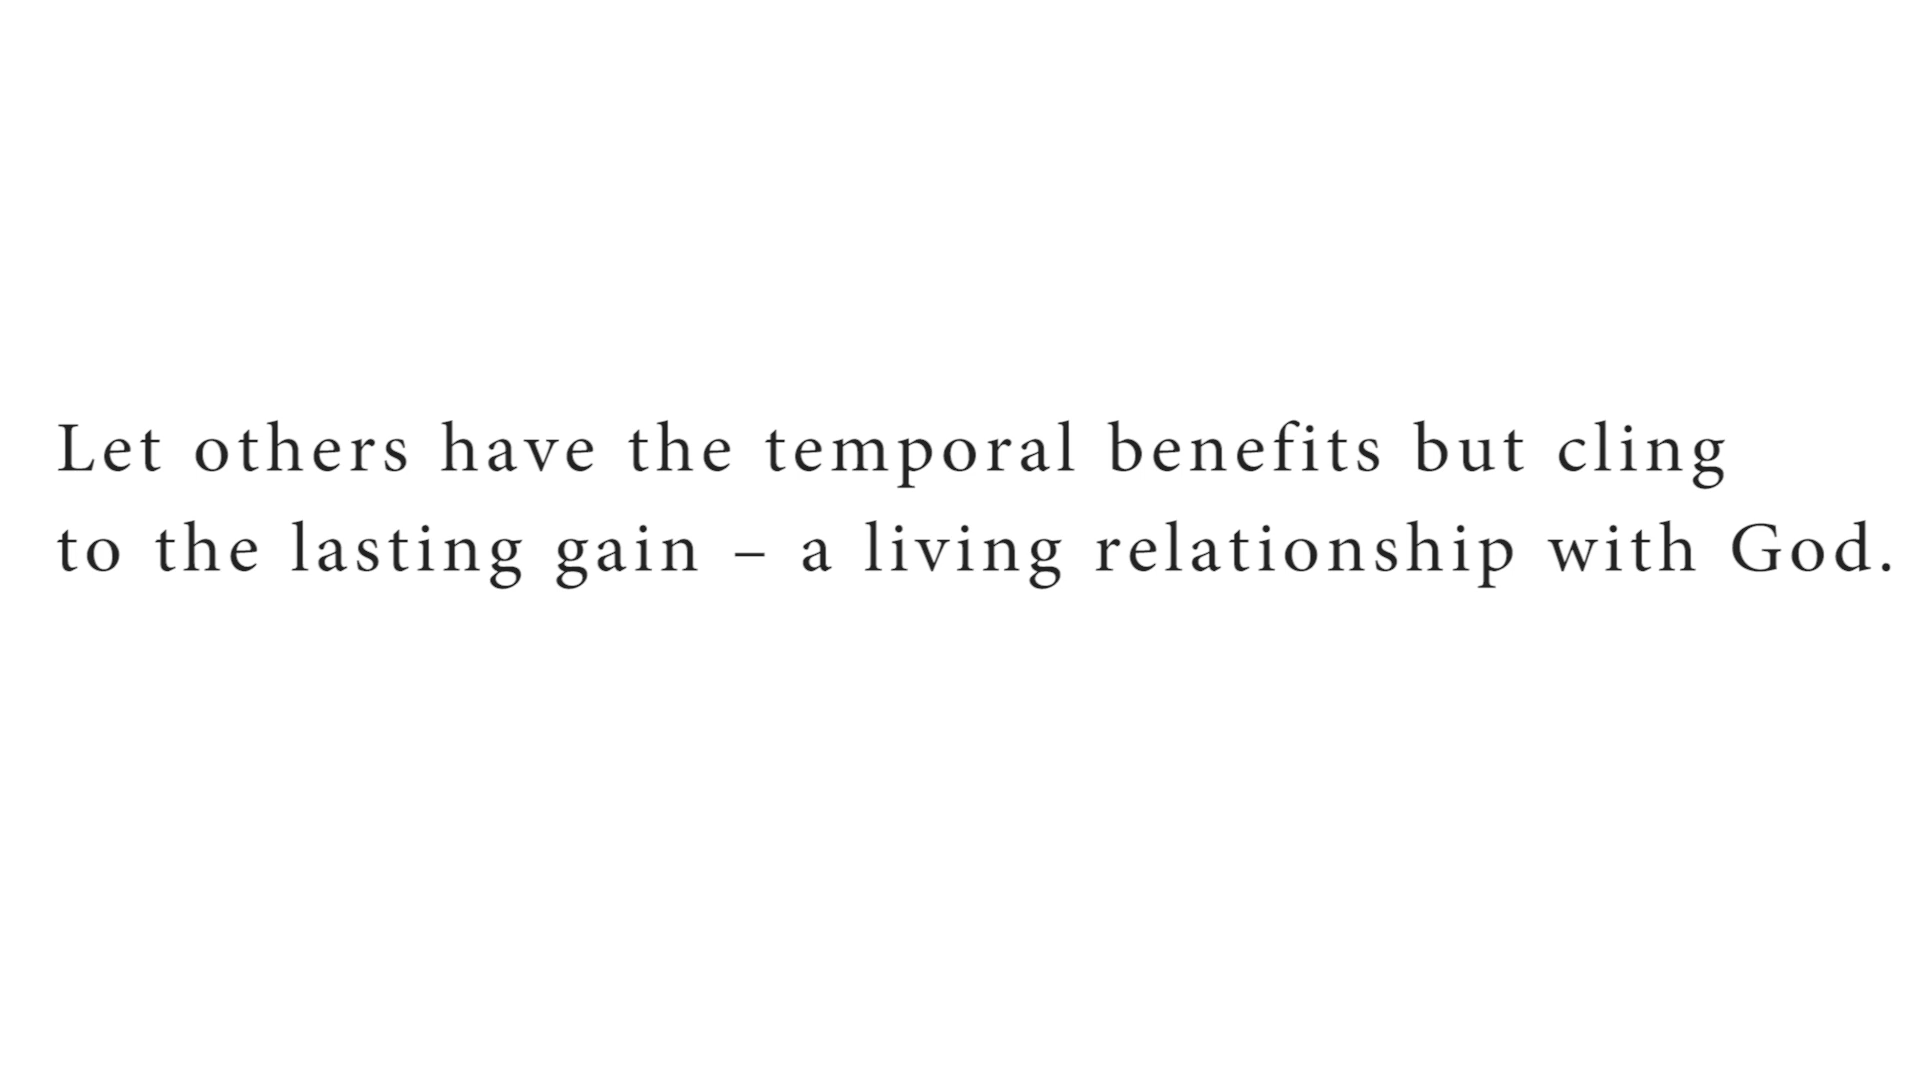 Let others have the temporal benefits but cling
to the lasting gain – a living relationship with God.